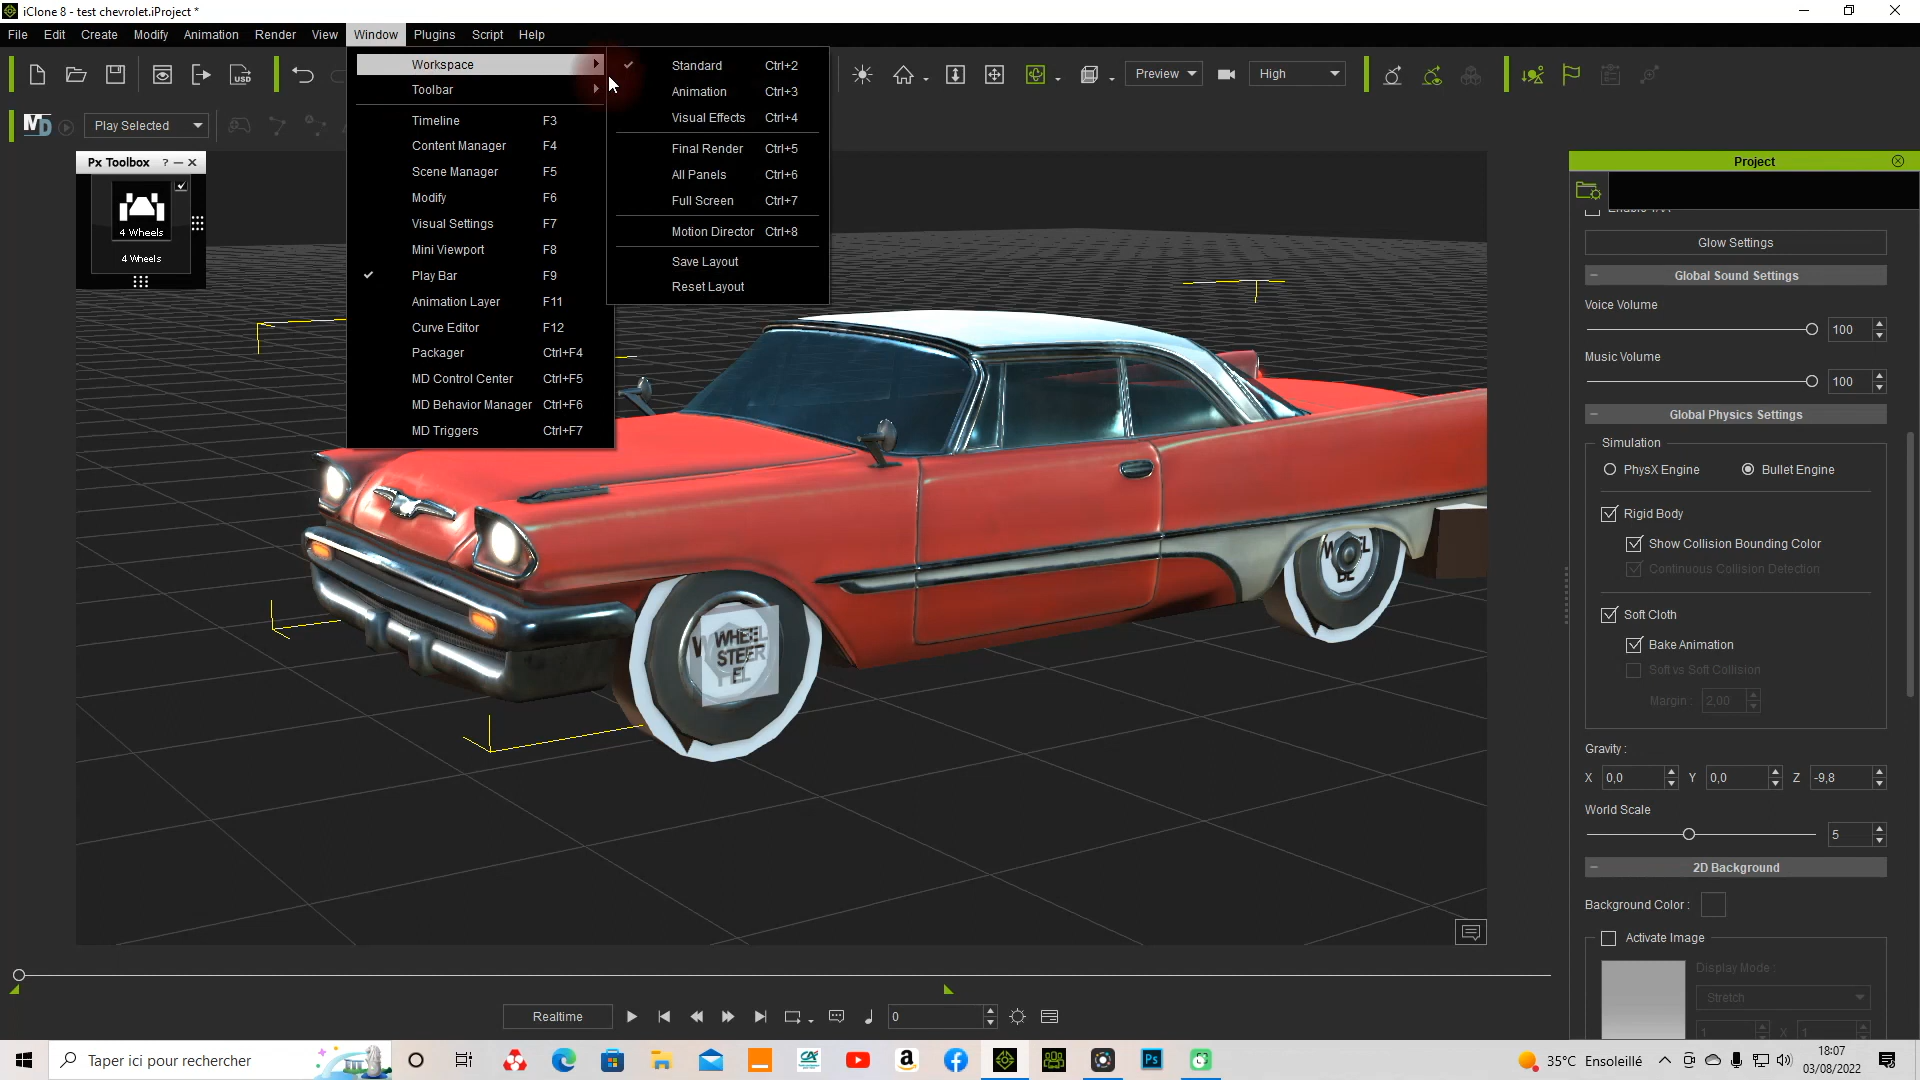 iClone 8 - test chevrolet.iProject *
File Edit Create Modify Animation Render View Window Plugins Script Help
Workspace
Toolbar
Timeline F3
Content Manager F4
Scene Manager F5
Modify F6
Visual Settings F7
Mini Viewport F8
Play Bar F9
Animation Layer F11
Curve Editor F12
Packager Ctrl+F4
MD Control Center Ctrl+F5
MD Behavior Manager Ctrl+F6
MD Triggers Ctrl+F7
Standard Ctrl+2
Animation Ctrl+3
Visual Effects Ctrl+4
Final Render Ctrl+5
All Panels Ctrl+6
Full Screen Ctrl+7
Motion Director Ctrl+8
Save Layout
Reset Layout
USD
Preview
High
MD
Play Selected
Px Toolbox ?
4 Wheels
4 Wheels
WHEEL
STEER
Project
Glow Settings
Global Sound Settings
Voice Volume
100
Music Volume
100
Global Physics Settings
Simulation
PhysX Engine Bullet Engine
Rigid Body
Show Collision Bounding Color
Continuous Collision Detection
Soft Cloth
Bake Animation
Soft vs Soft Collision
Margin : 2,00
Gravity :
X 0,0 Y 0,0 Z -9,8
World Scale
5
2D Background
Background Color :
Activate Image
Display Mode :
Stretch
1 X 1
Realtime
0
Taper ici pour rechercher
Ps
35°C Ensoleillé
18:07
03/08/2022